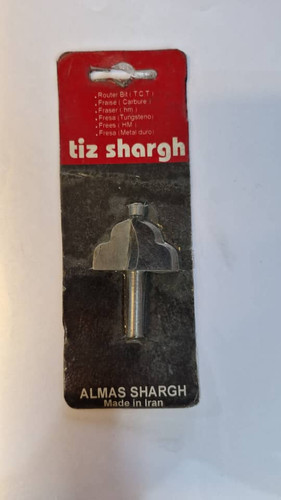 . Router Bit ( T.C.T )
. Fraise ( Carbure )
. Fraser ( hm )
. Fresa ( Tungsteno )
. Frees ( HM )
. Fresa ( Metal duro )
tiz shargh
ALMAS SHARGH
Made in Iran